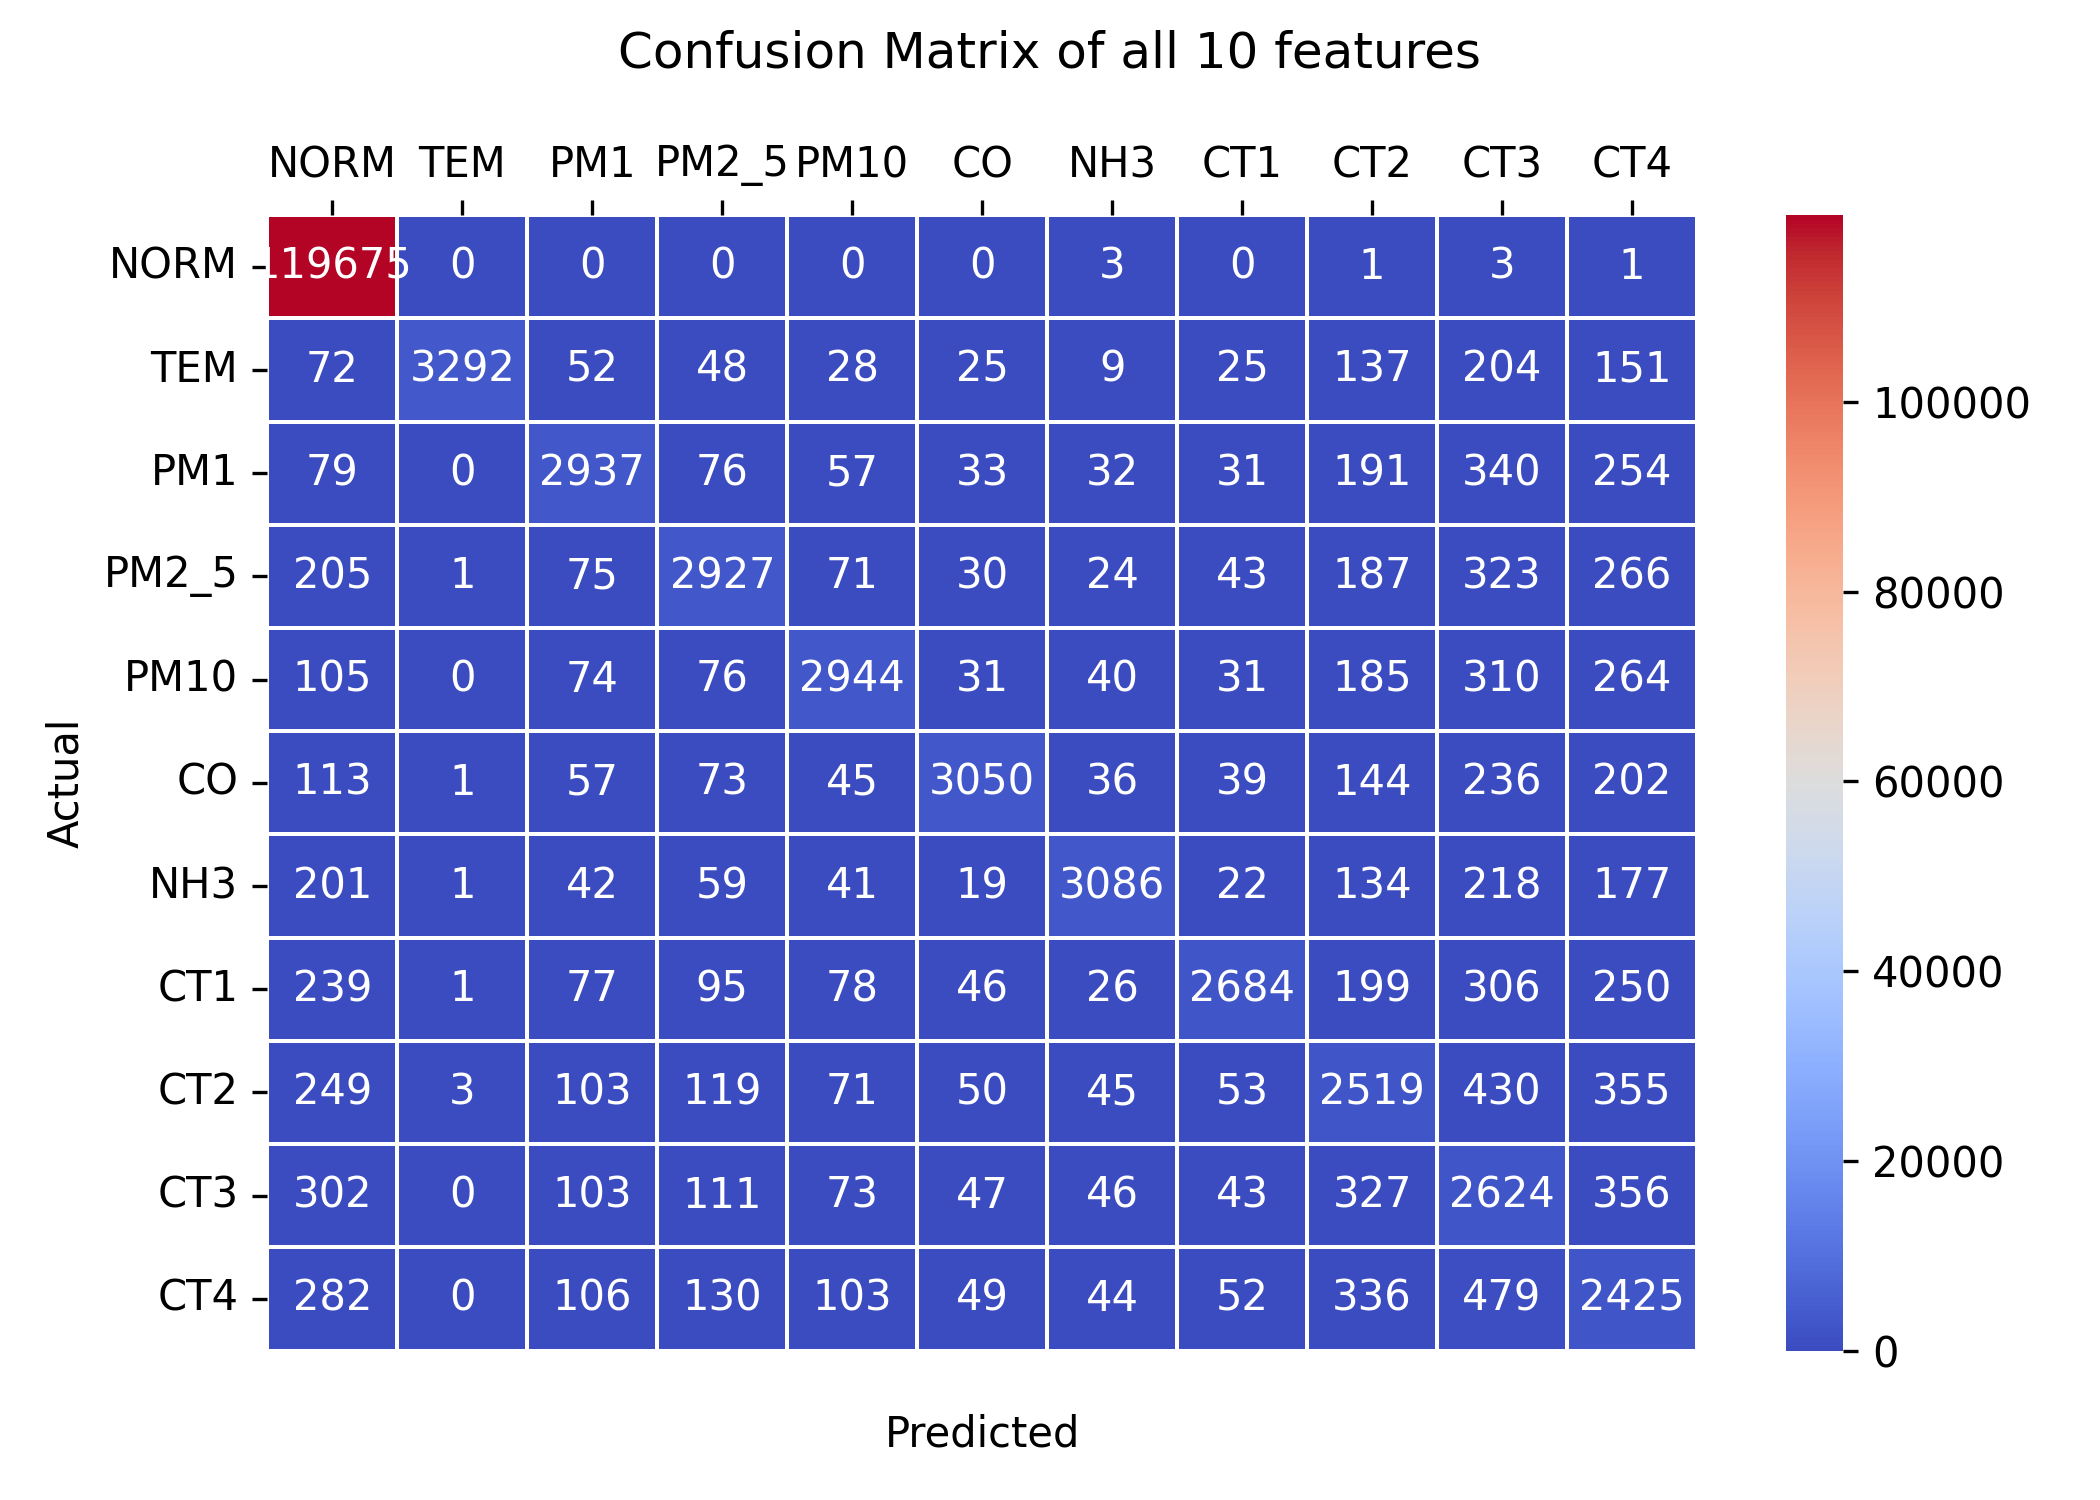 Confusion Matrix of all 10 features
NORM TEM PM1 PM2_5 PM10 CO NH3 CT1 CT2 CT3 CT4
NORM 119675 0 0 0 0 0 3 0 1 3 1
TEM 72 3292 52 48 28 25 9 25 137 204 151
100000
PM1 79 0 2937 76 57 33 32 31 191 340 254
PM2_5 205 1 75 2927 71 30 24 43 187 323 266
80000
PM10 105 0 74 76 2944 31 40 31 185 310 264
Actual
CO 113 1 57 73 45 3050 36 39 144 236 202
60000
NH3 201 1 42 59 41 19 3086 22 134 218 177
CT1 239 1 77 95 78 46 26 2684 199 306 250
40000
CT2 249 3 103 119 71 50 45 53 2519 430 355
20000
CT3 302 0 103 111 73 47 46 43 327 2624 356
CT4 282 0 106 130 103 49 44 52 336 479 2425
0
Predicted